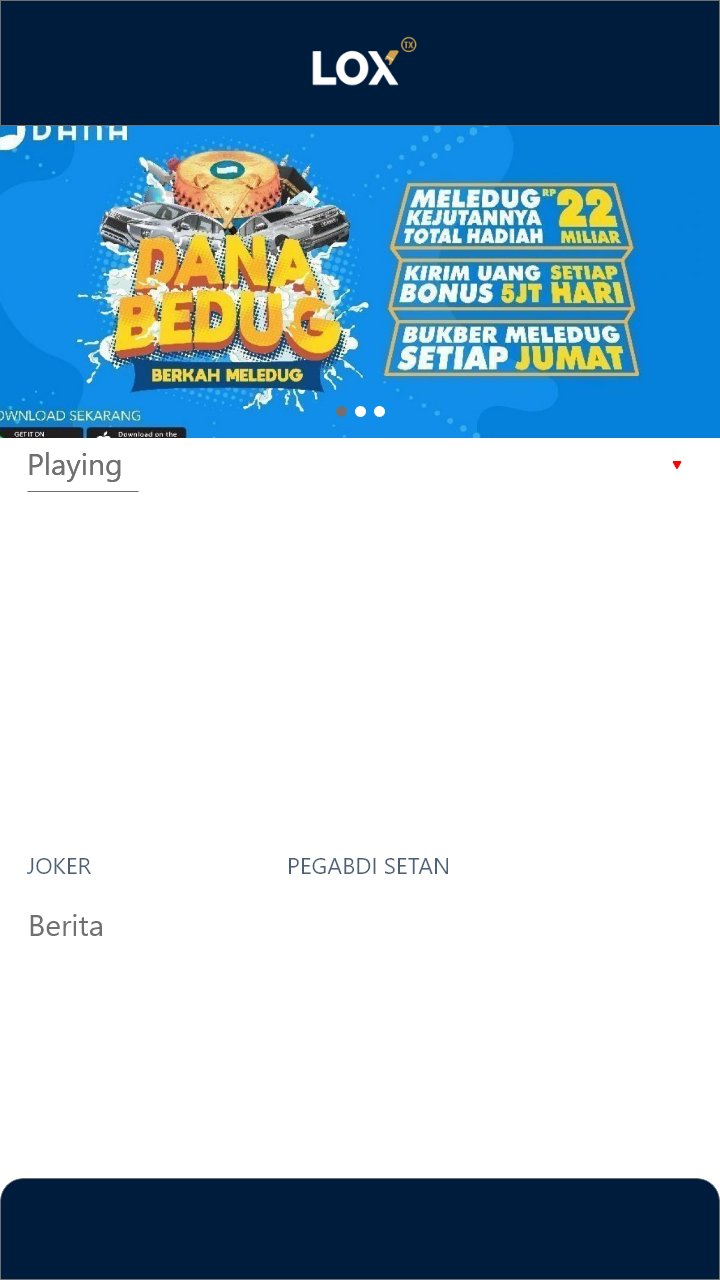 LOX TX
DANA
DANA
BEDUG
BERKAH MELEDUG
MELEDUG RP 22
KEJUTANNYA
TOTAL HADIAH MILIAR
KIRIM UANG SETIAP
BONUS 5JT HARI
BUKBER MELEDUG
SETIAP JUMAT
OWNLOAD SEKARANG
GET IT ON
Download on the
Playing
JOKER
PEGABDI SETAN
Berita